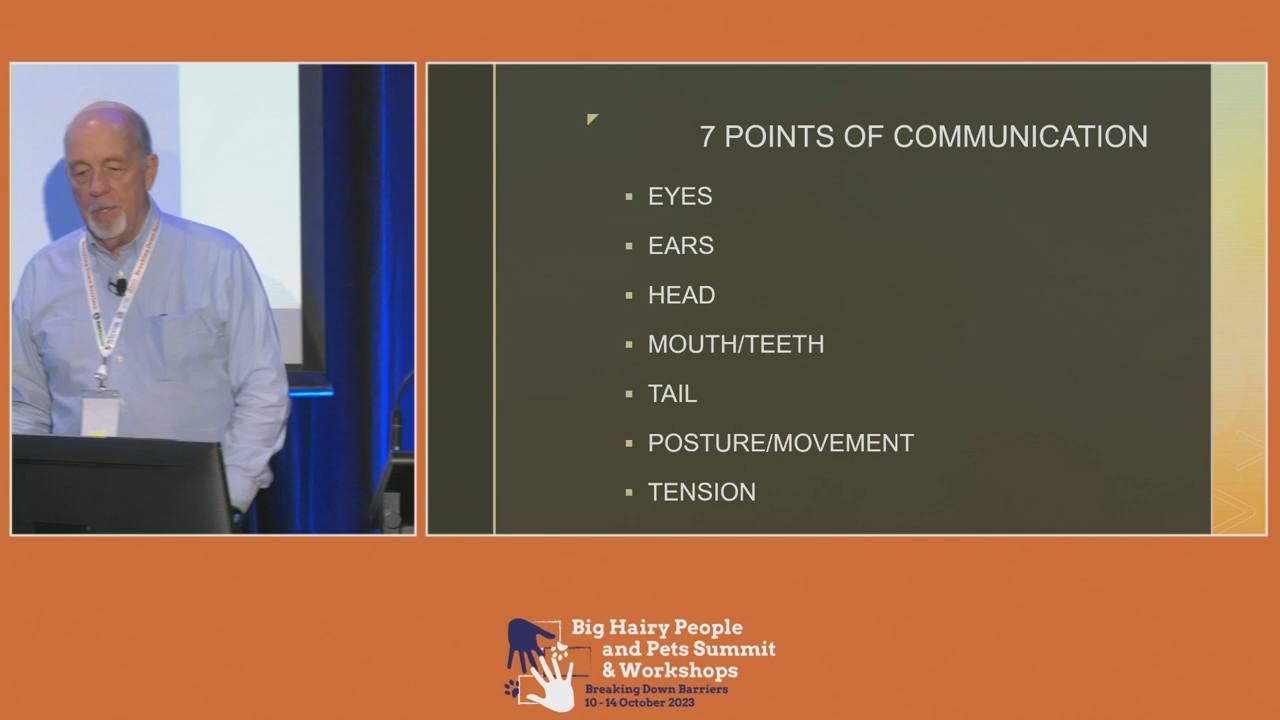 7 POINTS OF COMMUNICATION
EYES
EARS
HEAD
MOUTH/TEETH
TAIL
POSTURE/MOVEMENT
TENSION
Big Hairy People
and Pets Summit
& Workshops
Breaking Down Barriers
10 - 14 October 2023